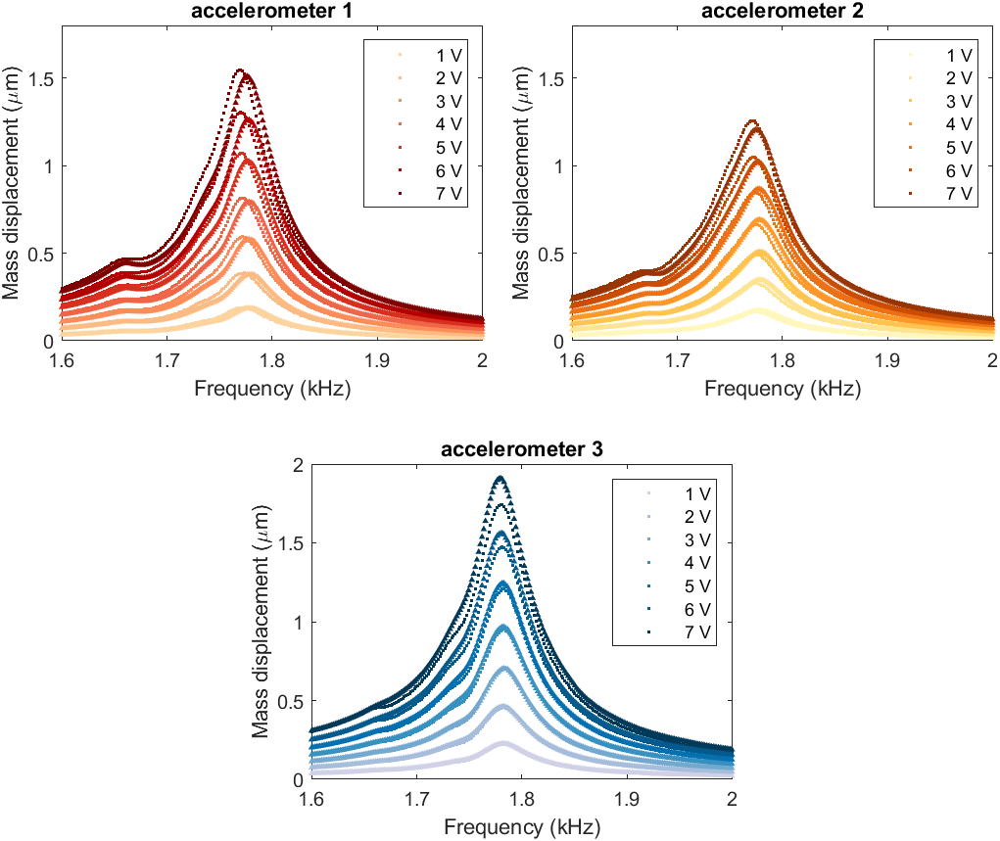 accelerometer 1
Mass displacement (μm)
1.5
1
0.5
0
1.6 1.7 1.8 1.9 2
Frequency (kHz)
1 V
2 V
3 V
4 V
5 V
6 V
7 V
accelerometer 2
Mass displacement (μm)
1.5
1
0.5
0
1.6 1.7 1.8 1.9 2
Frequency (kHz)
1 V
2 V
3 V
4 V
5 V
6 V
7 V
accelerometer 3
Mass displacement (μm)
2
1.5
1
0.5
0
1.6 1.7 1.8 1.9 2
Frequency (kHz)
1 V
2 V
3 V
4 V
5 V
6 V
7 V